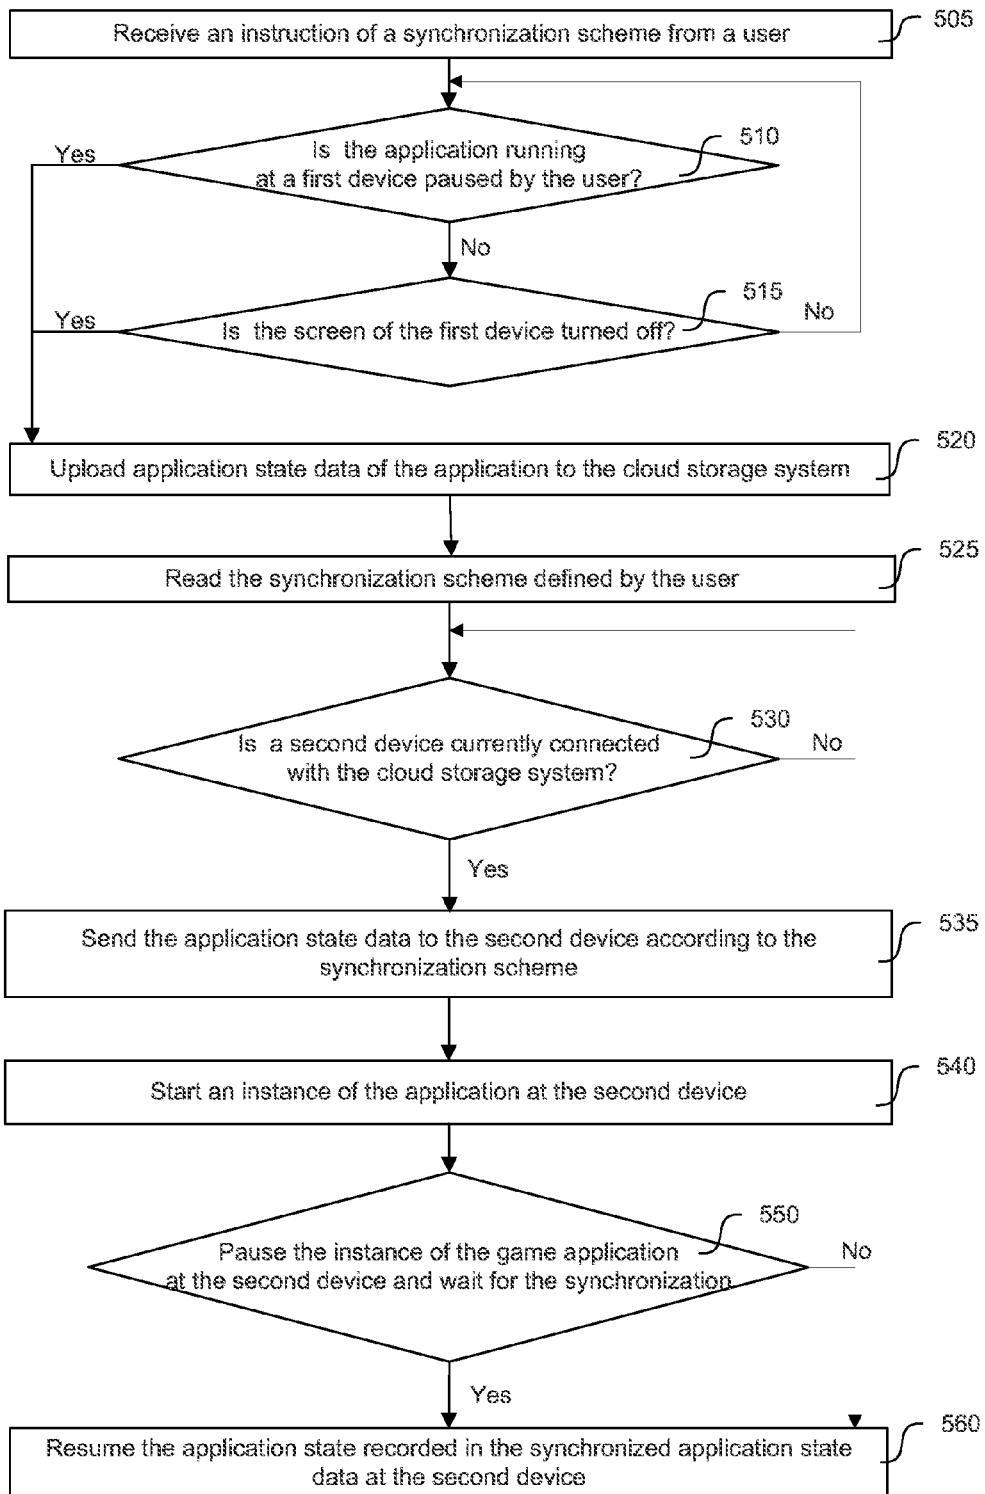 Receive an instruction of a synchronization scheme from a user
505
Is the application running
at a first device paused by the user?
510
Yes
No
Is the screen of the first device turned off?
515
Yes
No
Upload application state data of the application to the cloud storage system
520
Read the synchronization scheme defined by the user
525
Is a second device currently connected
with the cloud storage system?
530
No
Yes
Send the application state data to the second device according to the
synchronization scheme
535
Start an instance of the application at the second device
540
Pause the instance of the game application
at the second device and wait for the synchronization
550
No
Yes
Resume the application state recorded in the synchronized application state
data at the second device
560